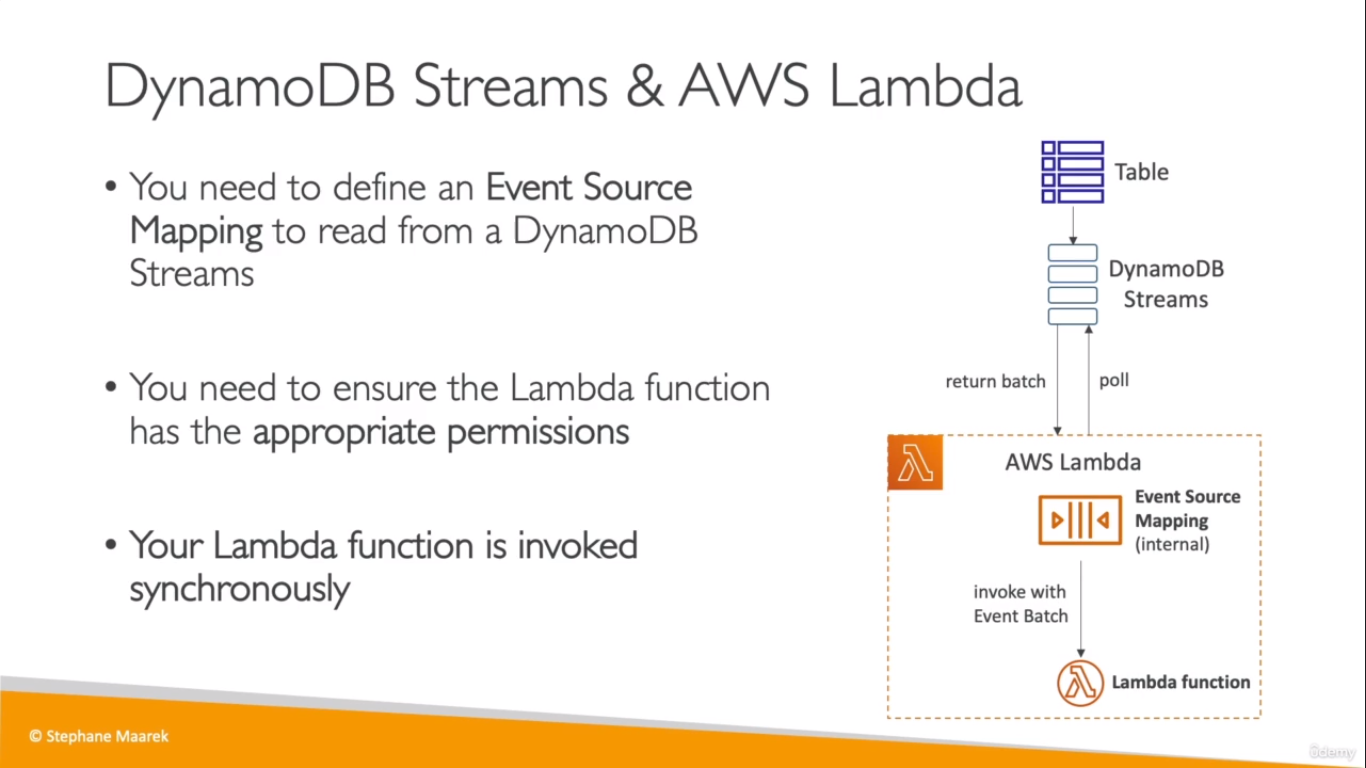 DynamoDB Streams & AWS Lambda
• You need to define an Event Source
Mapping to read from a DynamoDB
Streams
• You need to ensure the Lambda function
has the appropriate permissions
• Your Lambda function is invoked
synchronously
Table
DynamoDB
Streams
return batch
poll
AWS Lambda
Event Source
Mapping
(internal)
invoke with
Event Batch
Lambda function
© Stephane Maarek
ûdemy